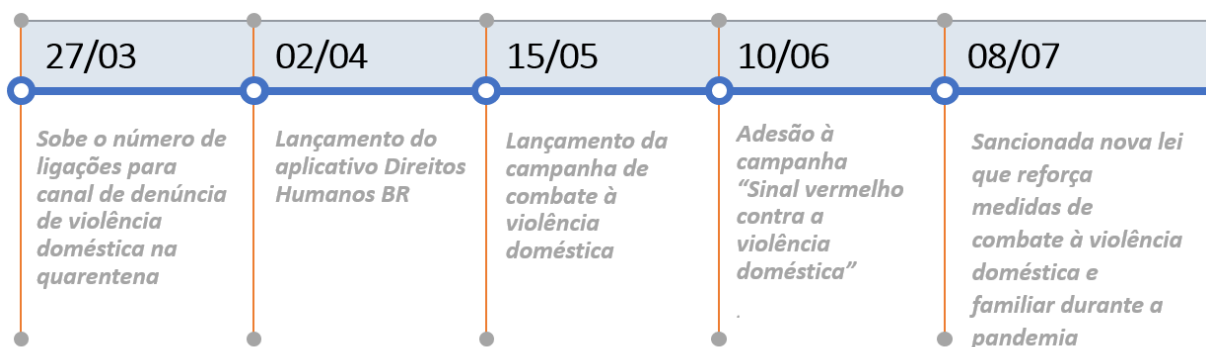 27/03
Sobe o número de
ligações para
canal de denúncia
de violência
doméstica na
quarentena
02/04
Lançamento do
aplicativo Direitos
Humanos BR
15/05
Lançamento da
campanha de
combate à
violência
doméstica
10/06
Adesão à
campanha
“Sinal vermelho
contra a
violência
doméstica”
.
08/07
Sancionada nova lei
que reforça
medidas de
combate à violência
doméstica e
familiar durante a
pandemia